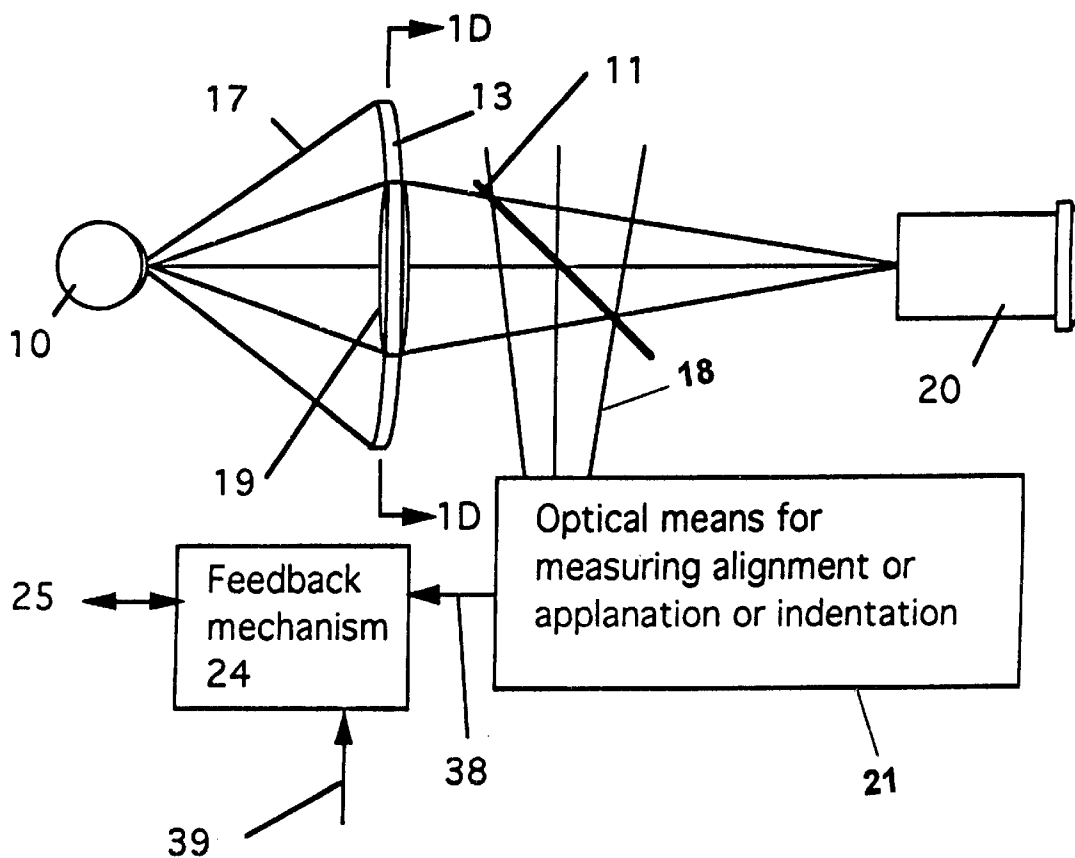 1D
11
17
13
10
18
20
19
1D
Optical means for
measuring alignment or
applanation or indentation
25
Feedback
mechanism
24
38
21
39